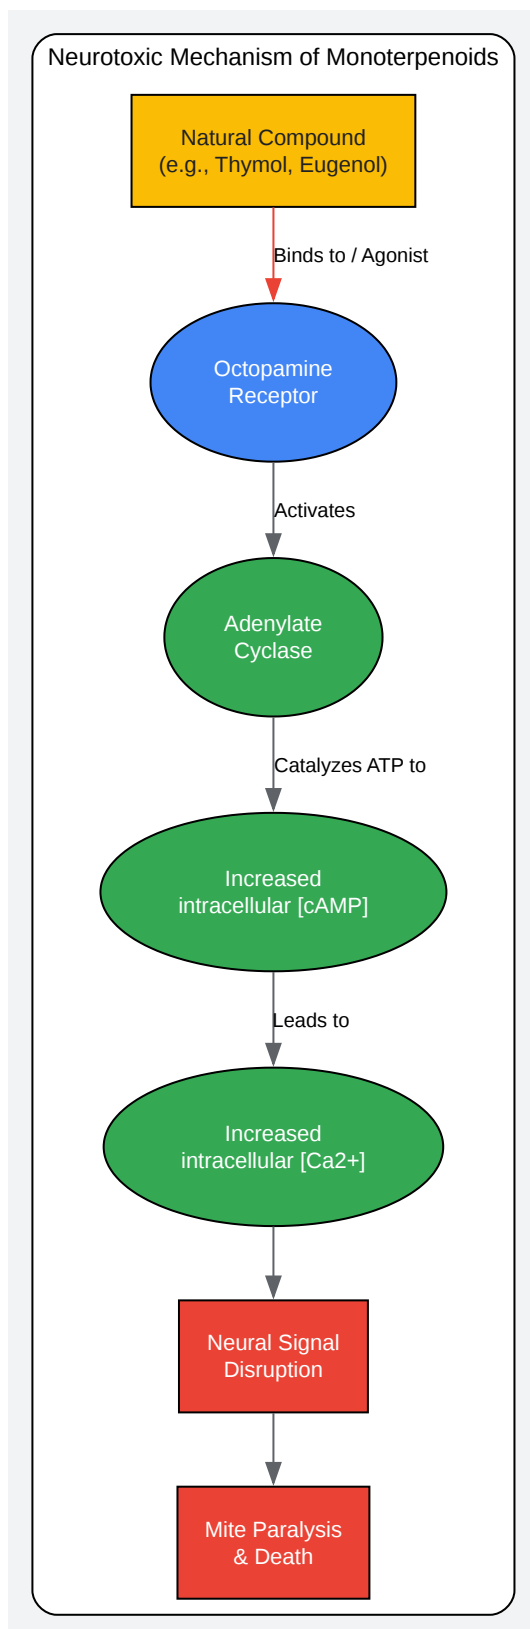 Neurotoxic Mechanism of Monoterpenoids
Natural Compound
(e.g., Thymol, Eugenol)
Binds to / Agonist
Octopamine
Receptor
Activates
Adenylate
Cyclase
Catalyzes ATP to
Increased
intracellular [cAMP]
Leads to
Increased
intracellular [Ca2+]
Neural Signal
Disruption
Mite Paralysis
& Death